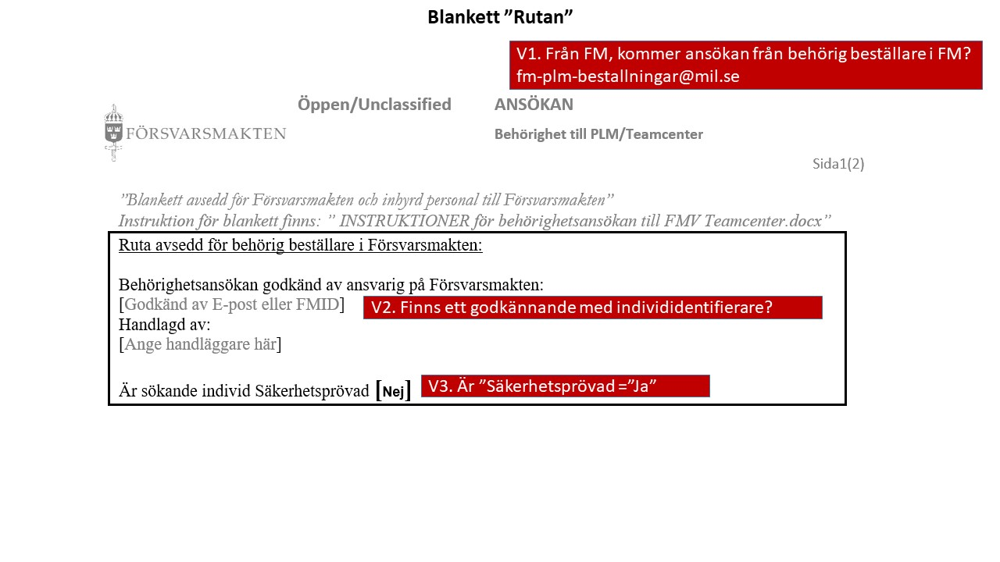 Blankett ”Rutan”
V1. Från FM, kommer ansökan från behörig beställare i FM?
fm-plm-bestallningar@mil.se
Öppen/Unclassified
ANSÖKAN
FÖRSVARSMAKTEN
Behörighet till PLM/Teamcenter
Sida1(2)
”Blankett avsedd för Försvarsmakten och inhyrd personal till Försvarsmakten”
Instruktion för blankett finns: ” INSTRUKTIONER för behörighetsansökan till FMV Teamcenter.docx”
Ruta avsedd för behörig beställare i Försvarsmakten:
Behörighetsansökan godkänd av ansvarig på Försvarsmakten:
[Godkänd av E-post eller FMID]
V2. Finns ett godkännande med individidentifierare?
Handlagd av:
[Ange handläggare här]
Är sökande individ Säkerhetsprövad [Nej]
V3. Är ”Säkerhetsprövad =”Ja”